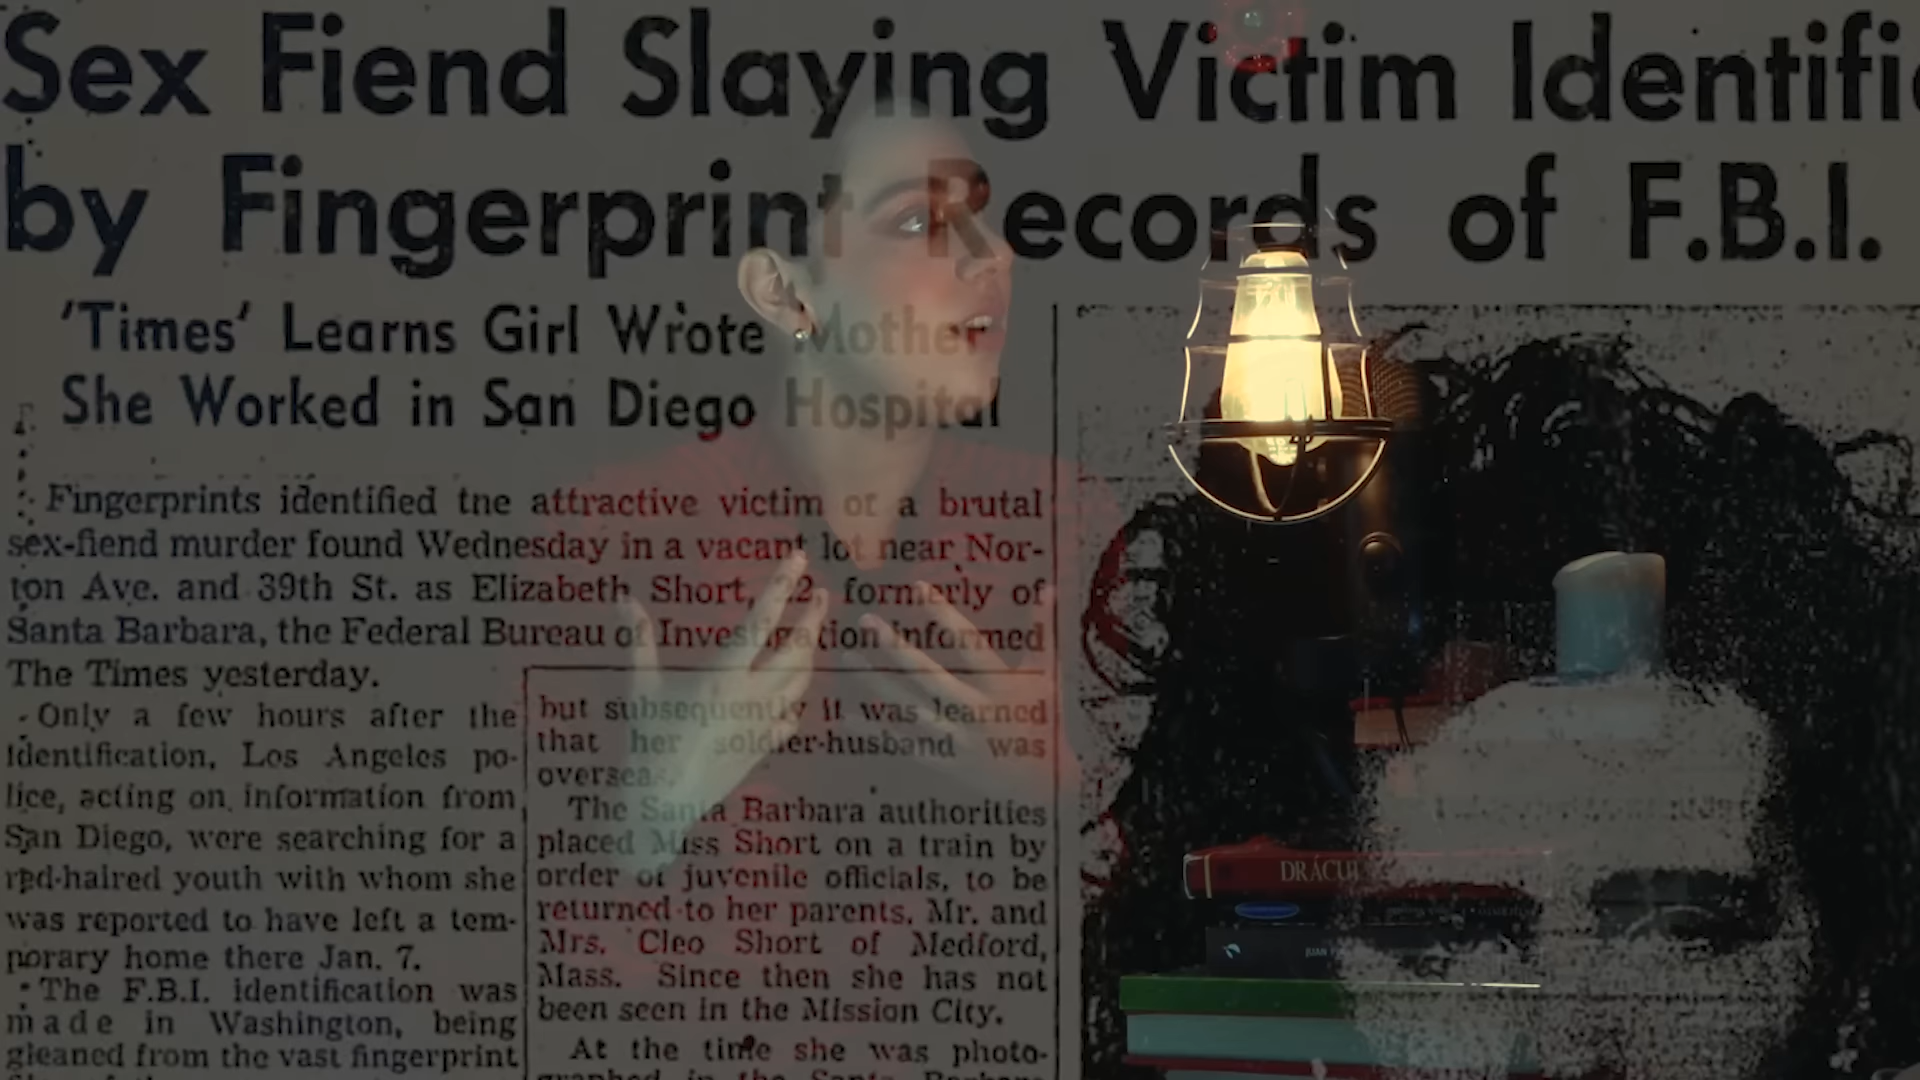 Sex Fiend Slaying Victim Identifi
by Fingerprint Records of F.B.I.
'Times' Learns Girl Wrote Mother
She Worked in San Diego Hospital
Fingerprints identified tne attractive victim of a brutal
sex-fiend murder found Wednesday in a vacant lot near Nor-
ton Ave. and 39th St. as Elizabeth Short, 22, formerly of
Santa Barbara, the Federal Bureau of Investigation informed
The Times yesterday.
Only a few hours after the
identification, Los Angeles po-
lice, acting on information from
San Diego, were searching for a
red-haired youth with whom she
was reported to have left a tem-
porary home there Jan. 7.
The F.B.I. identification was
made in Washington, being
gleaned from the vast fingerprint
but subsequently it was learned
that her soldier-husband was
overseas.
The Santa Barbara authorities
placed Miss Short on a train by
order of juvenile officials, to be
returned to her parents, Mr. and
Mrs. Cleo Short of Medford,
Mass. Since then she has not
been seen in the Mission City.
At the time she was photo-
graphed in the Santa Barbara
DRÁCUL
JUAN